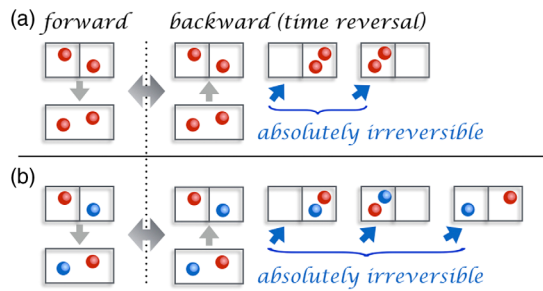 (a) forward backward (time reversal)
absolutely irreversible
(b)
absolutely irreversible